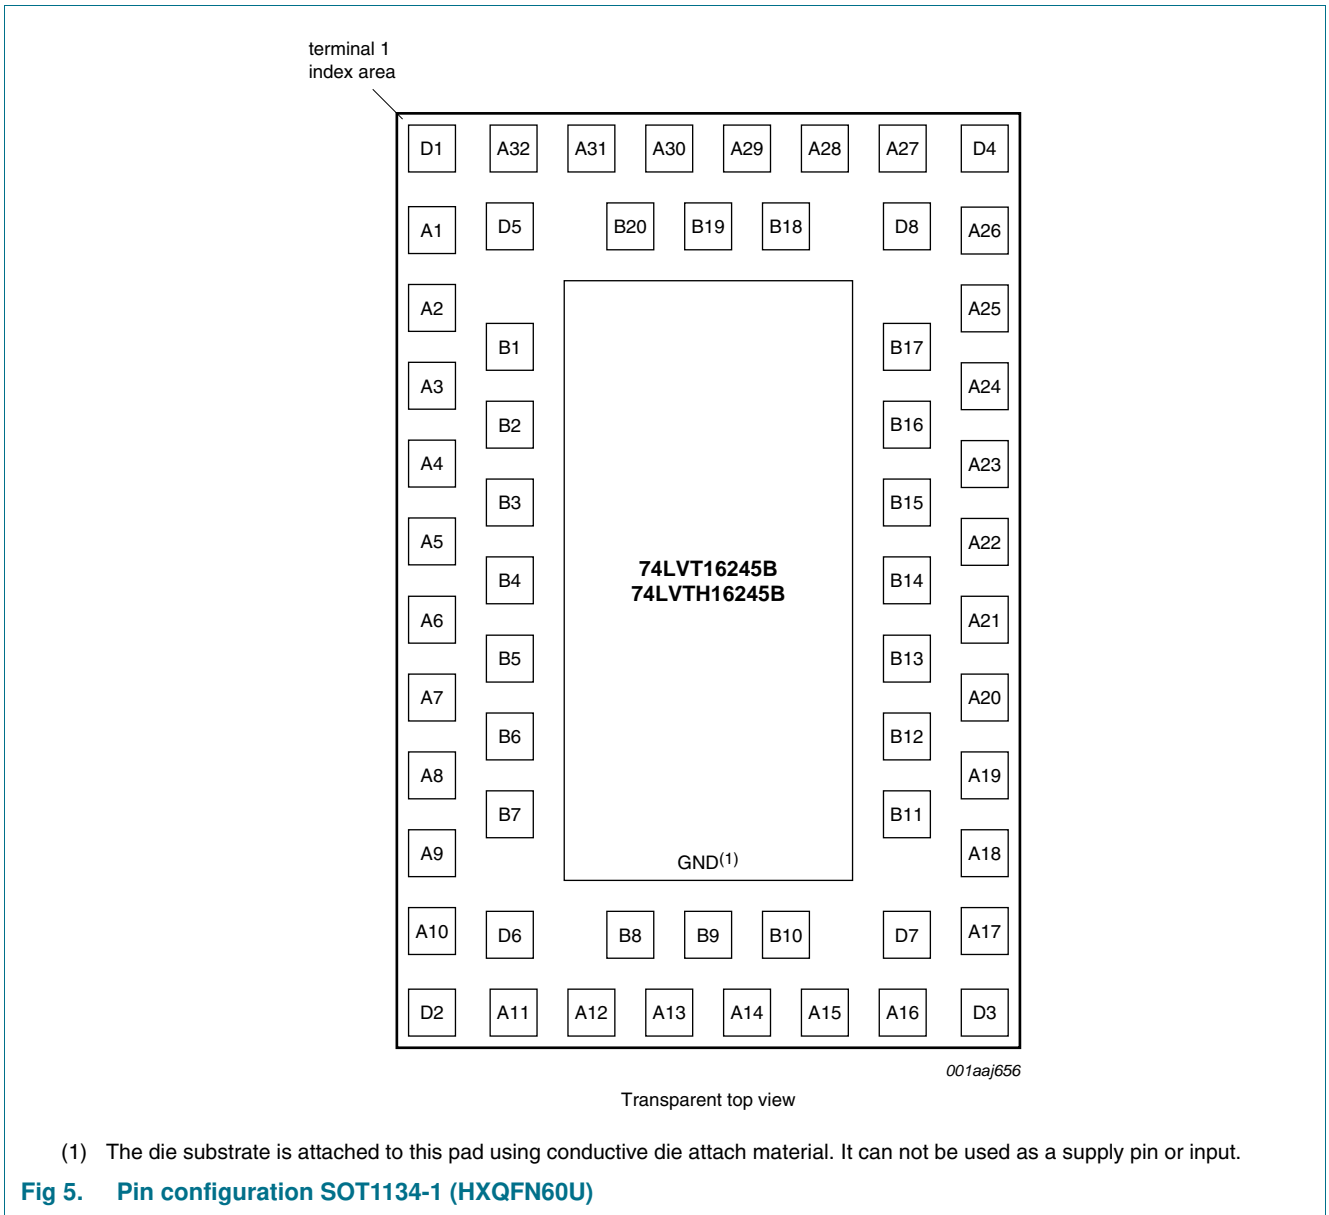 terminal 1
index area
D1 A32 A31 A30 A29 A28 A27 D4
A1 D5 B20 B19 B18 D8 A26
A2 A25
B1 B17
A3 A24
B2 B16
A4 A23
B3 B15
A5 A22
74LVT16245B
B4 B14
74LVTH16245B
A6 A21
B5 B13
A7 A20
B6 B12
A8 A19
B7 B11
A9 A18
GND(1)
A10 D6 B8 B9 B10 D7 A17
D2 A11 A12 A13 A14 A15 A16 D3
001aaj656
Transparent top view
(1) The die substrate is attached to this pad using conductive die attach material. It can not be used as a supply pin or input.
Fig 5. Pin configuration SOT1134-1 (HXQFN60U)